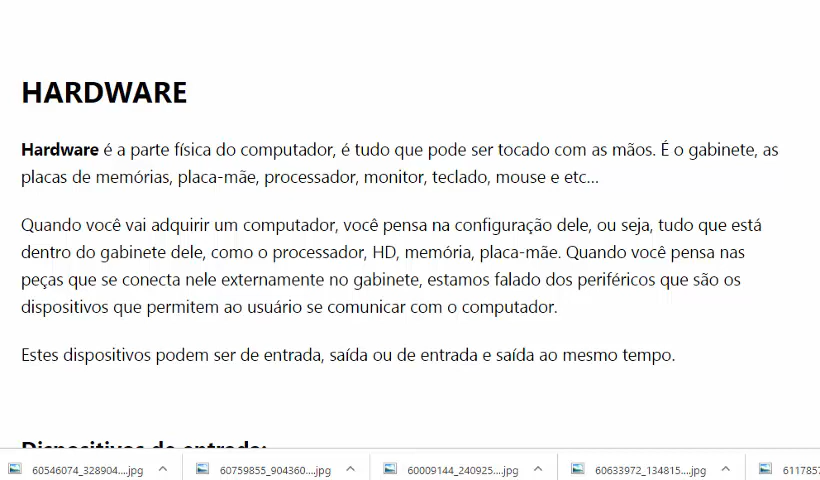 HARDWARE
Hardware é a parte física do computador, é tudo que pode ser tocado com as mãos. É o gabinete, as
placas de memórias, placa-mãe, processador, monitor, teclado, mouse e etc...
Quando você vai adquirir um computador, você pensa na configuração dele, ou seja, tudo que está
dentro do gabinete dele, como o processador, HD, memória, placa-mãe. Quando você pensa nas
peças que se conecta nele externamente no gabinete, estamos falado dos periféricos que são os
dispositivos que permitem ao usuário se comunicar com o computador.
Estes dispositivos podem ser de entrada, saída ou de entrada e saída ao mesmo tempo.
Dispositivos de entrada:
60546074_328904....jpg 60759855_904360....jpg 60009144_240925....jpg 60633972_134815....jpg 6117857